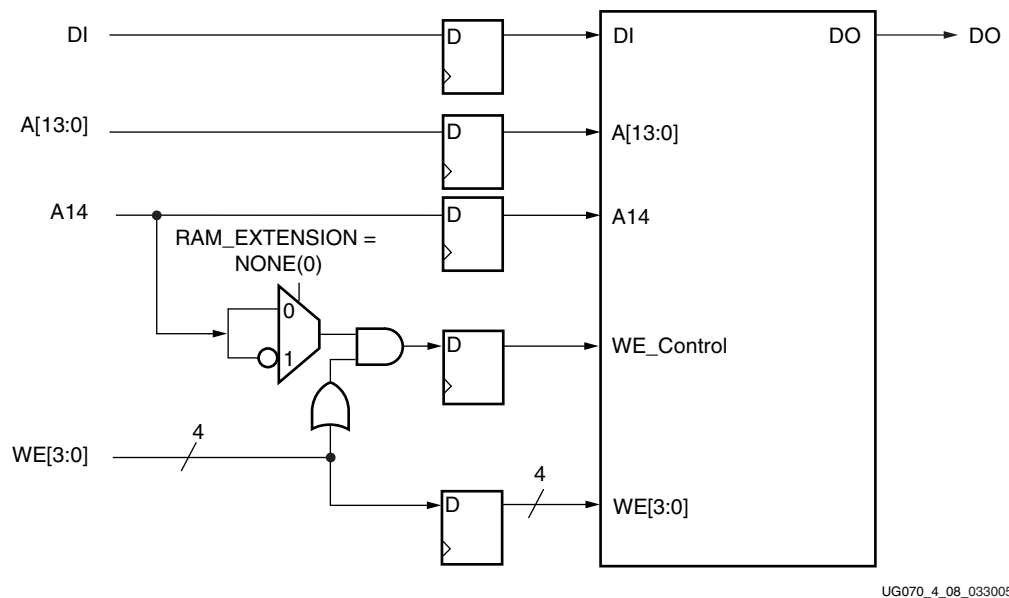 DI
D
DI
DO
DO
A[13:0]
D
A[13:0]
A14
D
A14
RAM_EXTENSION =
NONE(0)
0
1
D
WE_Control
WE[3:0]
4
D
4
WE[3:0]
UG070_4_08_033005